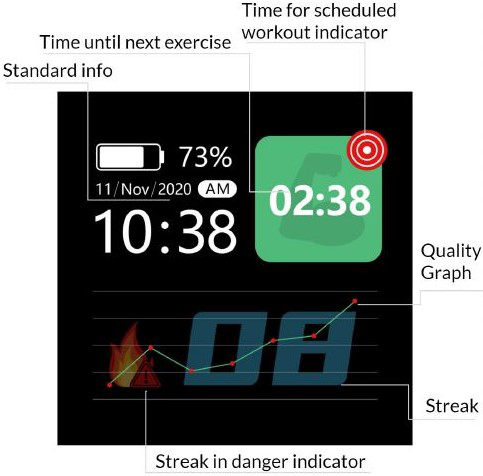 Time for scheduled
workout indicator
Time until next exercise
Standard info
73%
11/Nov/2020 AM
10:38
02:38
Quality
Graph
08
Streak
Streak in danger indicator